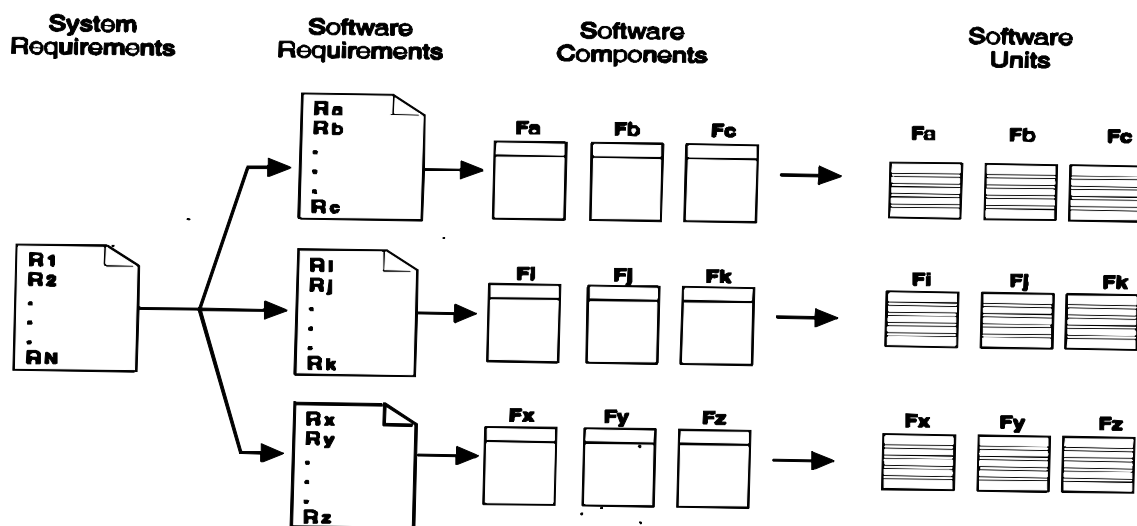 System
Requirements
Software
Requirements
Software
Components
Software
Units
Ra
Rb
.
.
.
Rc
Fa Fb Fc
Fa Fb Fc
R1
R2
.
.
.
RN
Ri
Rj
.
.
.
Rk
Fi Fj Fk
Fi Fj Fk
Rx
Ry
.
.
.
Rz
Fx Fy Fz
Fx Fy Fz